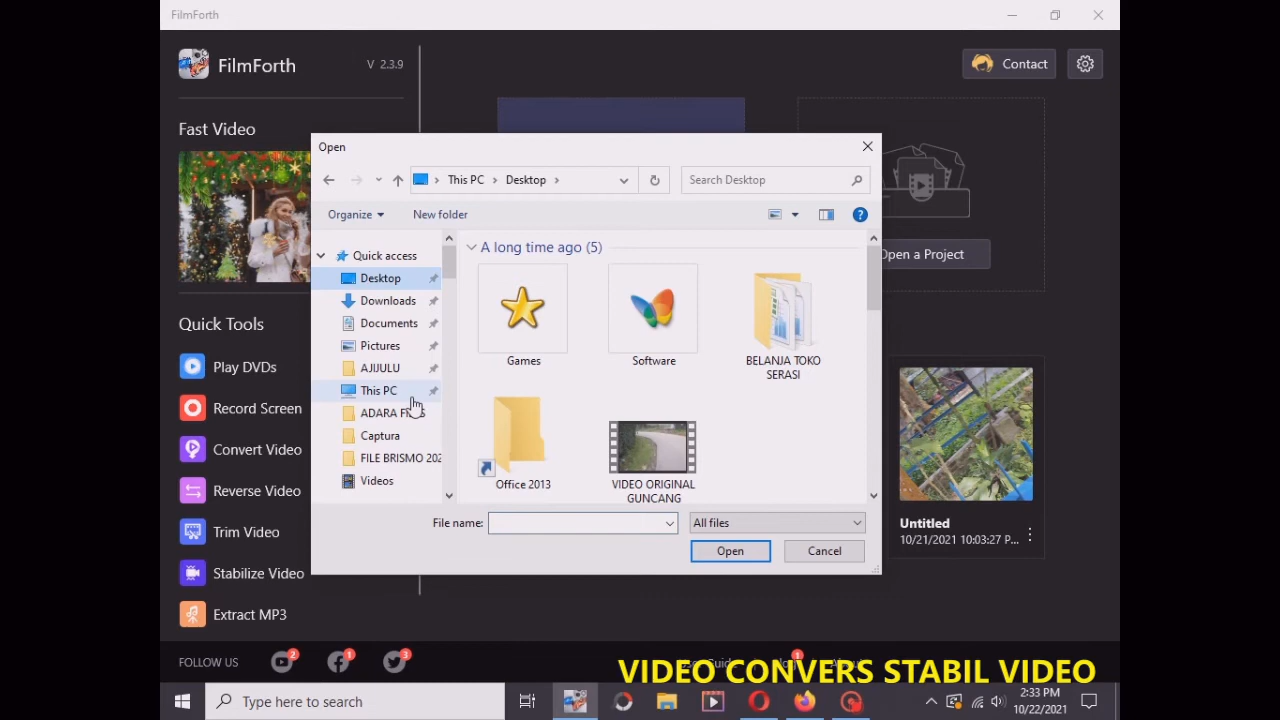 FilmForth
FilmForth
V 2.3.9
Contact
Fast Video
Open
This PC
Desktop
Search Desktop
Organize
New folder
Quick access
Desktop
Downloads
Documents
Pictures
AJIJULU
This PC
Captura
FILE BRISMO 202
Videos
A long time ago (5)
Games
Software
BELANJA TOKO
SERASI
Office 2013
VIDEO ORIGINAL
GUNCANG
File name:
All files
Open
Cancel
Open a Project
Quick Tools
Play DVDs
Record Screen
Convert Video
Reverse Video
Trim Video
Stabilize Video
Extract MP3
Untitled
10/21/2021 10:03:27 P...
FOLLOW US
2
1
3
1
VIDEO CONVERS STABIL VIDEO
Type here to search
2:33 PM
10/22/2021